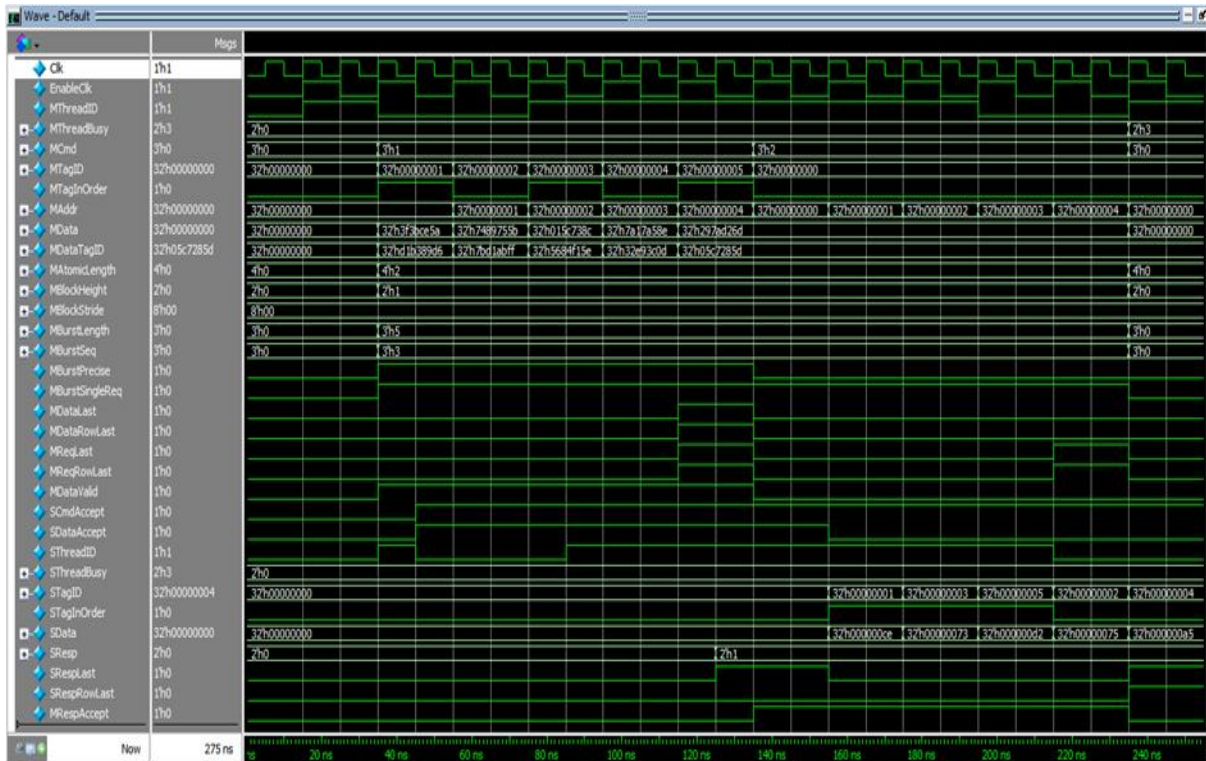 Wave - Default
Msgs
Clk 1'h1
EnableClk 1'h1
MThreadID 1'h1
MThreadBusy 2'h3 2'h0 2'h3
MCmd 3'h0 3'h0 3'h1 3'h2 3'h0
MTagID 32'h00000000 32'h00000000 32'h00000001 32'h00000002 32'h00000003 32'h00000004 32'h00000005 32'h00000000
MTagInOrder 1'h0
MAddr 32'h00000000 32'h00000000 32'h00000001 32'h00000002 32'h00000003 32'h00000004 32'h00000000 32'h00000001 32'h00000002 32'h00000003 32'h00000004 32'h00000000
MData 32'h00000000 32'h00000000 32'h3f3bce5a 32'h7489755b 32'h015c738c 32'h7a17a58e 32'h297ad26d 32'h00000000
MDataTagID 32'h05c7285d 32'h00000000 32'hd1b389d6 32'h7bd1abff 32'h5684f15e 32'h32e93c0d 32'h05c7285d
MAtomicLength 4'h0 4'h0 4'h2 4'h0
MBlockHeight 2'h0 2'h0 2'h1 2'h0
MBlockStride 8'h00 8'h00
MBurstLength 3'h0 3'h0 3'h5 3'h0
MBurstSeq 3'h0 3'h0 3'h3 3'h0
MBurstPrecise 1'h0
MBurstSingleReq 1'h0
MDataLast 1'h0
MDataRowLast 1'h0
MReqLast 1'h0
MReqRowLast 1'h0
MDataValid 1'h0
SCmdAccept 1'h0
SDataAccept 1'h0
SThreadID 1'h1
SThreadBusy 2'h3 2'h0
STagID 32'h00000004 32'h00000000 32'h00000001 32'h00000003 32'h00000005 32'h00000002 32'h00000004
STagInOrder 1'h0
SData 32'h00000000 32'h00000000 32'h000000ce 32'h00000073 32'h000000d2 32'h00000075 32'h000000a5
SResp 2'h0 2'h0 2'h1
SRespLast 1'h0
SRespRowLast 1'h0
MRespAccept 1'h0
Now 275 ns ns 20 ns 40 ns 60 ns 80 ns 100 ns 120 ns 140 ns 160 ns 180 ns 200 ns 220 ns 240 ns